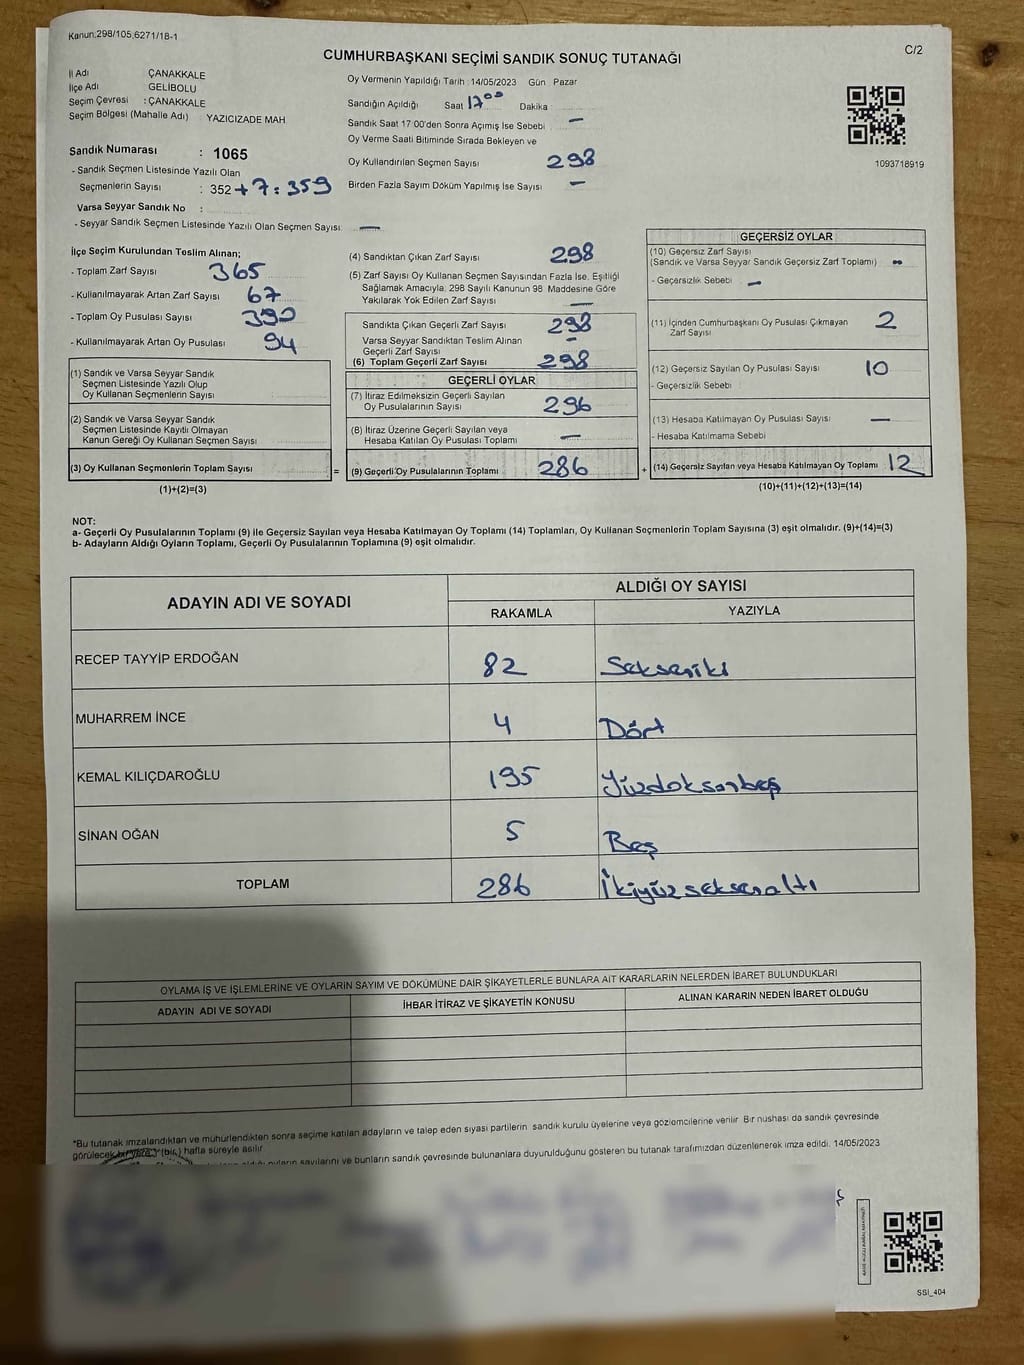 Kanun:298/105,6271/18-1
C/2
CUMHURBAŞKANI SEÇİMİ SANDIK SONUÇ TUTANAĞI
İl Adı ÇANAKKALE
İlçe Adı GELİBOLU
Seçim Çevresi : ÇANAKKALE
Seçim Bölgesi (Mahalle Adı) YAZICIZADE MAH
Sandık Numarası : 1065
- Sandık Seçmen Listesinde Yazılı Olan
Seçmenlerin Sayısı : 352 + 7 : 359
Varsa Seyyar Sandık No :
- Seyyar Sandık Seçmen Listesinde Yazılı Olan Seçmen Sayısı: —
Oy Vermenin Yapıldığı Tarih : 14/05/2023 Gün Pazar
Sandığın Açıldığı Saat 17⁰⁰ Dakika
Sandık Saat 17:00'den Sonra Açımış İse Sebebi —
Oy Verme Saati Bitiminde Sırada Bekleyen ve
Oy Kullandırılan Seçmen Sayısı 298
Birden Fazla Sayım Döküm Yapılmış İse Sayısı —
1093718919
İlçe Seçim Kurulundan Teslim Alınan;
- Toplam Zarf Sayısı 365
- Kullanılmayarak Artan Zarf Sayısı 67
- Toplam Oy Pusulası Sayısı 390
- Kullanılmayarak Artan Oy Pusulası 94
(1) Sandık ve Varsa Seyyar Sandık
Seçmen Listesinde Yazılı Olup
Oy Kullanan Seçmenlerin Sayısı
(2) Sandık ve Varsa Seyyar Sandık
Seçmen Listesinde Kayıtlı Olmayan
Kanun Gereği Oy Kullanan Seçmen Sayısı
(3) Oy Kullanan Seçmenlerin Toplam Sayısı =
(1)+(2)=(3)
(4) Sandıktan Çıkan Zarf Sayısı 298
(5) Zarf Sayısı Oy Kullanan Seçmen Sayısından Fazla İse, Eşitliği
Sağlamak Amacıyla; 298 Sayılı Kanunun 98 Maddesine Göre
Yakılarak Yok Edilen Zarf Sayısı —
Sandıkta Çıkan Geçerli Zarf Sayısı 298
Varsa Seyyar Sandıktan Teslim Alınan
Geçerli Zarf Sayısı -
(6) Toplam Geçerli Zarf Sayısı 298
GEÇERLİ OYLAR
(7) İtiraz Edilmeksizin Geçerli Sayılan
Oy Pusulalarının Sayısı 296
(8) İtiraz Üzerine Geçerli Sayılan veya
Hesaba Katılan Oy Pusulası Toplamı —
(9) Geçerli Oy Pusulalarının Toplamı 286 +
GEÇERSİZ OYLAR
(10) Geçersiz Zarf Sayısı
(Sandık ve Varsa Seyyar Sandık Geçersiz Zarf Toplamı) -
- Geçersizlik Sebebi —
(11) İçinden Cumhurbaşkanı Oy Pusulası Çıkmayan
Zarf Sayısı 2
(12) Geçersiz Sayılan Oy Pusulası Sayısı 10
- Geçersizlik Sebebi
(13) Hesaba Katılmayan Oy Pusulası Sayısı —
- Hesaba Katılmama Sebebi
(14) Geçersiz Sayılan veya Hesaba Katılmayan Oy Toplamı 12
(10)+(11)+(12)+(13)=(14)
NOT:
a- Geçerli Oy Pusulalarının Toplamı (9) ile Geçersiz Sayılan veya Hesaba Katılmayan Oy Toplamı (14) Toplamları, Oy Kullanan Seçmenlerin Toplam Sayısına (3) eşit olmalıdır. (9)+(14)=(3)
b- Adayların Aldığı Oyların Toplamı, Geçerli Oy Pusulalarının Toplamına (9) eşit olmalıdır.
ADAYIN ADI VE SOYADI ALDIĞI OY SAYISI
RAKAMLA YAZIYLA
RECEP TAYYİP ERDOĞAN 82 Sekseniki
MUHARREM İNCE 4 Dört
KEMAL KILIÇDAROĞLU 195 Yüzdoksanbeş
SİNAN OĞAN 5 Beş
TOPLAM 286 İkiyüzseksenaltı
OYLAMA İŞ VE İŞLEMLERİNE VE OYLARIN SAYIM VE DÖKÜMÜNE DAİR ŞİKAYETLERLE BUNLARA AİT KARARLARIN NELERDEN İBARET BULUNDUKLARI
ADAYIN ADI VE SOYADI İHBAR İTİRAZ VE ŞİKAYETİN KONUSU ALINAN KARARIN NEDEN İBARET OLDUĞU
*Bu tutanak imzalandıktan ve mühürlendikten sonra seçime katılan adayların ve talep eden siyasi partilerin sandık kurulu üyelerine veya gözlemcilerine verilir. Bir nüshası da sandık çevresinde
görülecek bir yere 1 (bir) hafta süreyle asılır.
oyların sayılarını ve bunların sandık çevresinde bulunanlara duyurulduğunu gösteren bu tutanak tarafımızdan düzenlenerek imza edildi. 14/05/2023
SSI_404